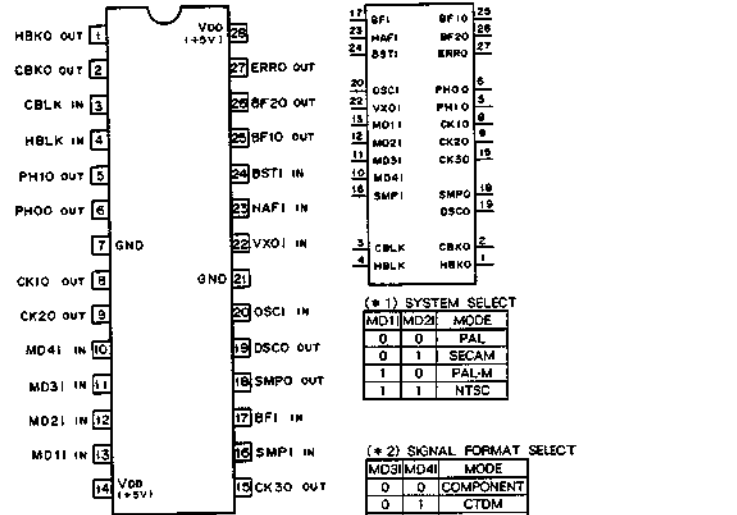 HBKO OUT 1
CBKO OUT 2
CBLK IN 3
HBLK IN 4
PH1O OUT 5
PH0O OUT 6
7 GND
CK1O OUT 8
CK2O OUT 9
MD4I IN 10
MD3I IN 11
MD2I IN 12
MD1I IN 13
14 VDD
(+5V)
VDD 28
(+5V)
27 ERRO OUT
26 BF2O OUT
25 BF1O OUT
24 BSTI IN
23 HAFI IN
22 VXOI IN
GND 21
20 OSCI IN
19 OSCO OUT
18 SMPO OUT
17 BFI IN
16 SMPI IN
15 CK3O OUT
17 BFI BF1O 25
23 HAFI BF2O 26
24 BSTI ERRO 27
20 OSCI PH0O 6
22 VXOI PH1O 5
13 MD1I CK1O 8
12 MD2I CK2O 9
11 MD3I CK3O 15
10 MD4I
16 SMPI SMPO 18
OSCO 19
3 CBLK CBKO 2
4 HBLK HBKO 1
(*1) SYSTEM SELECT
MD1I MD2I MODE
0 0 PAL
0 1 SECAM
1 0 PAL-M
1 1 NTSC
(*2) SIGNAL FORMAT SELECT
MD3I MD4I MODE
0 0 COMPONENT
0 1 CTDM